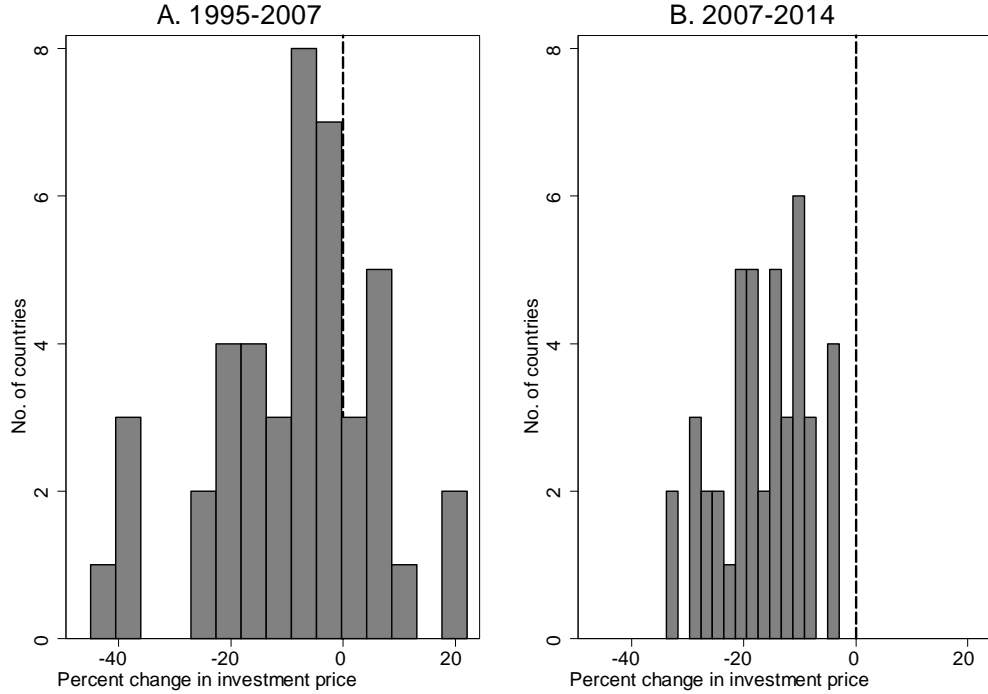 A. 1995-2007
No. of countries
8
6
4
2
0
-40 -20 0 20
Percent change in investment price
B. 2007-2014
No. of countries
8
6
4
2
0
-40 -20 0 20
Percent change in investment price